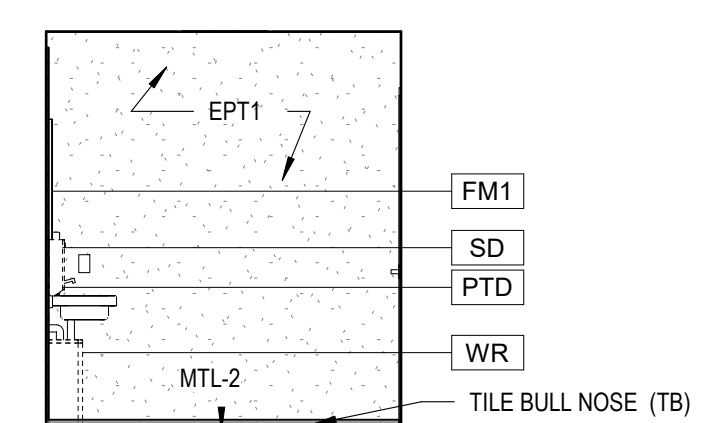 EPT1
FM1
SD
PTD
WR
MTL-2
TILE BULL NOSE (TB)